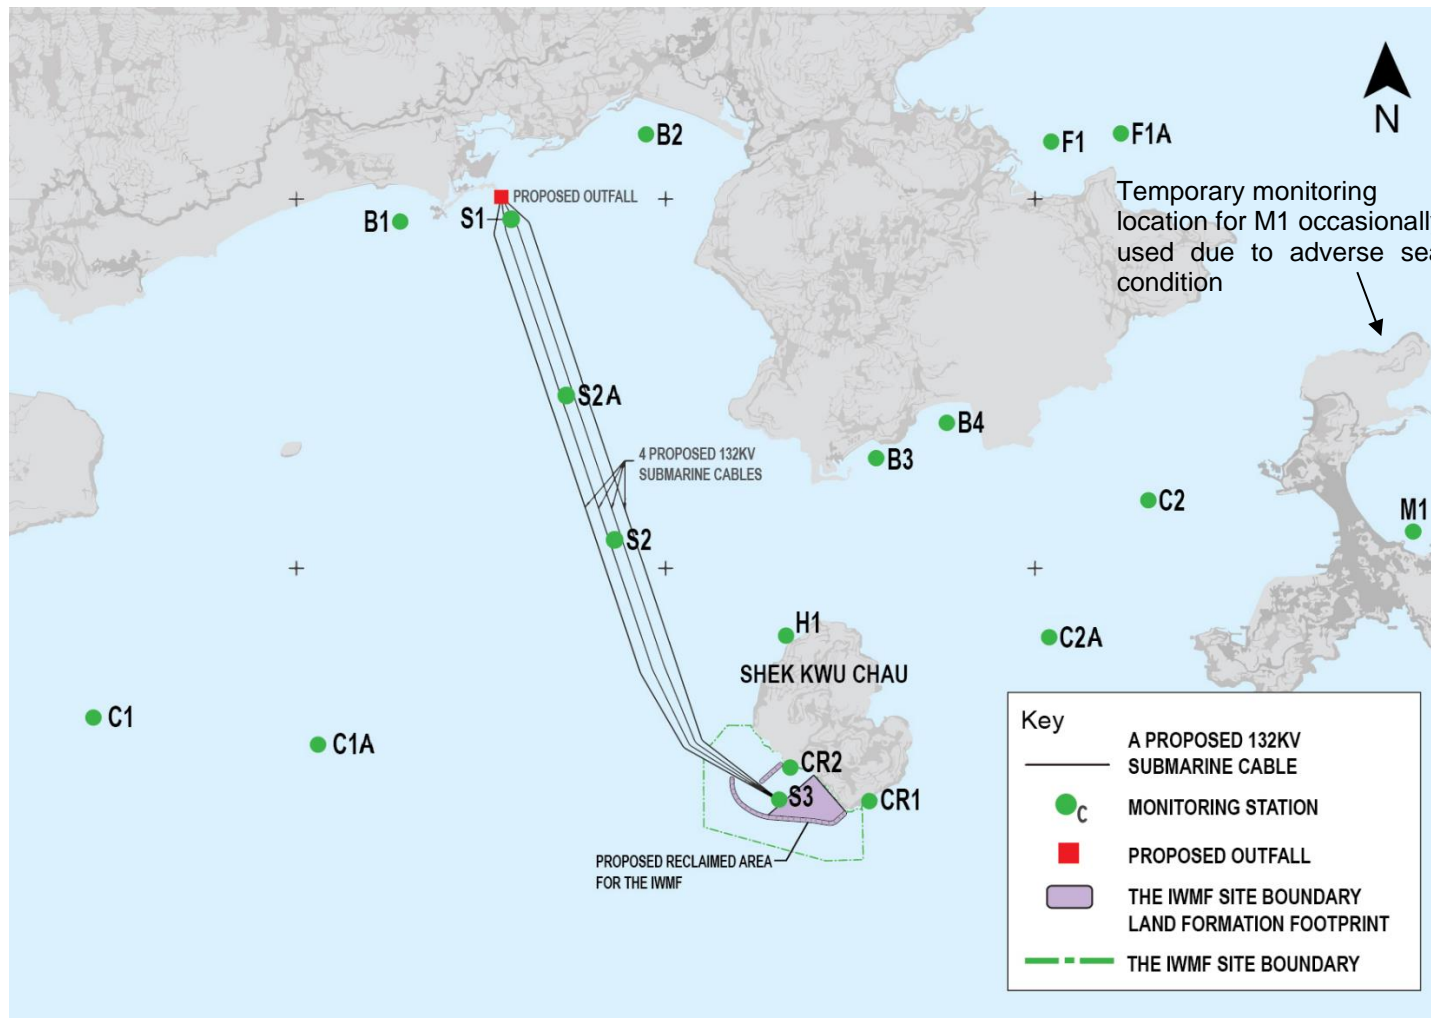 N
B2
F1
F1A
PROPOSED OUTFALL
B1
S1
Temporary monitoring
location for M1 occasionally
used due to adverse sea
condition
S2A
B4
4 PROPOSED 132KV
SUBMARINE CABLES
B3
C2
M1
S2
H1
C2A
SHEK KWU CHAU
C1
C1A
CR2
S3
CR1
PROPOSED RECLAIMED AREA
FOR THE IWMF
Key
A PROPOSED 132KV
SUBMARINE CABLE
C
MONITORING STATION
PROPOSED OUTFALL
THE IWMF SITE BOUNDARY
LAND FORMATION FOOTPRINT
THE IWMF SITE BOUNDARY